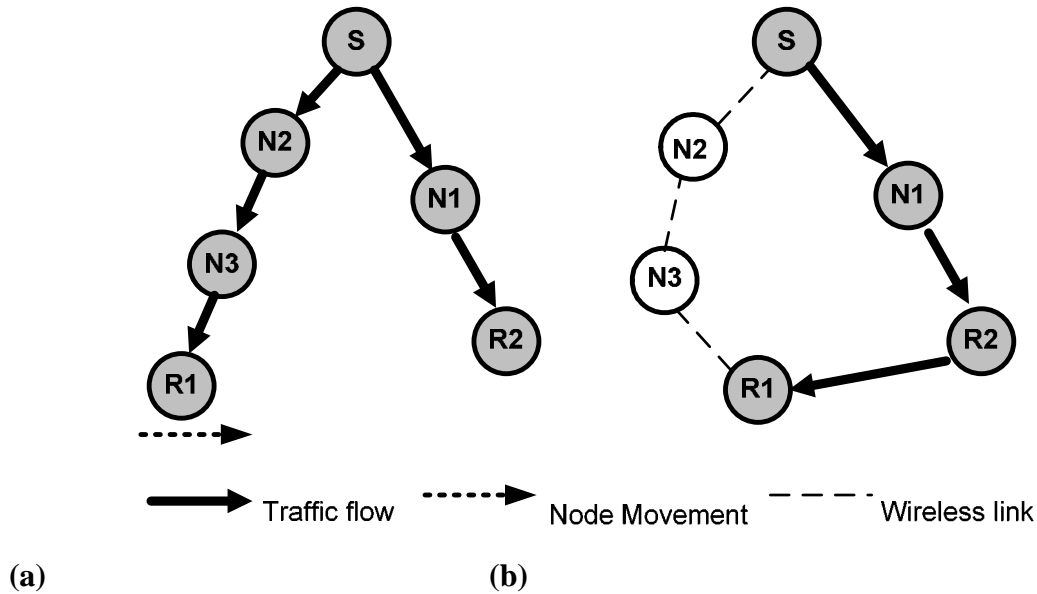 S
N2
N1
N3
R2
R1
S
N2
N1
N3
R2
R1
Traffic flow
Node Movement
Wireless link
(a)
(b)